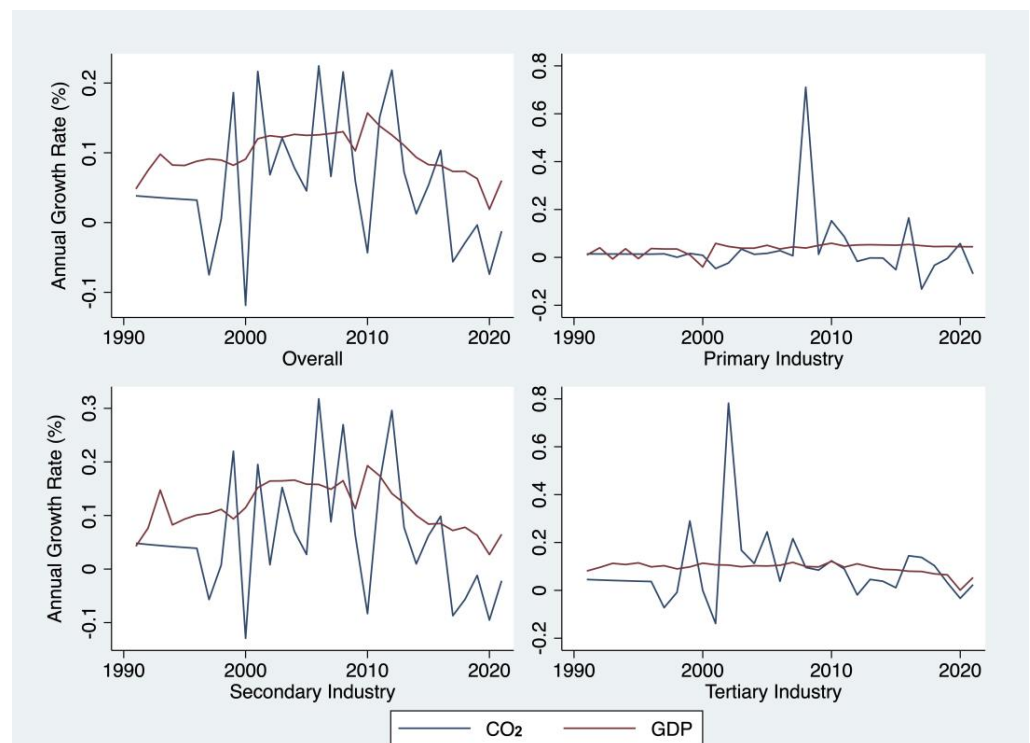 Annual Growth Rate (%)
0.2
0.1
0
-0.1
1990 2000 2010 2020
Overall
0.8
0.6
0.4
0.2
0
-0.2
1990 2000 2010 2020
Primary Industry
Annual Growth Rate (%)
0.3
0.2
0.1
0
-0.1
1990 2000 2010 2020
Secondary Industry
0.8
0.6
0.4
0.2
0
-0.2
1990 2000 2010 2020
Tertiary Industry
CO₂ GDP